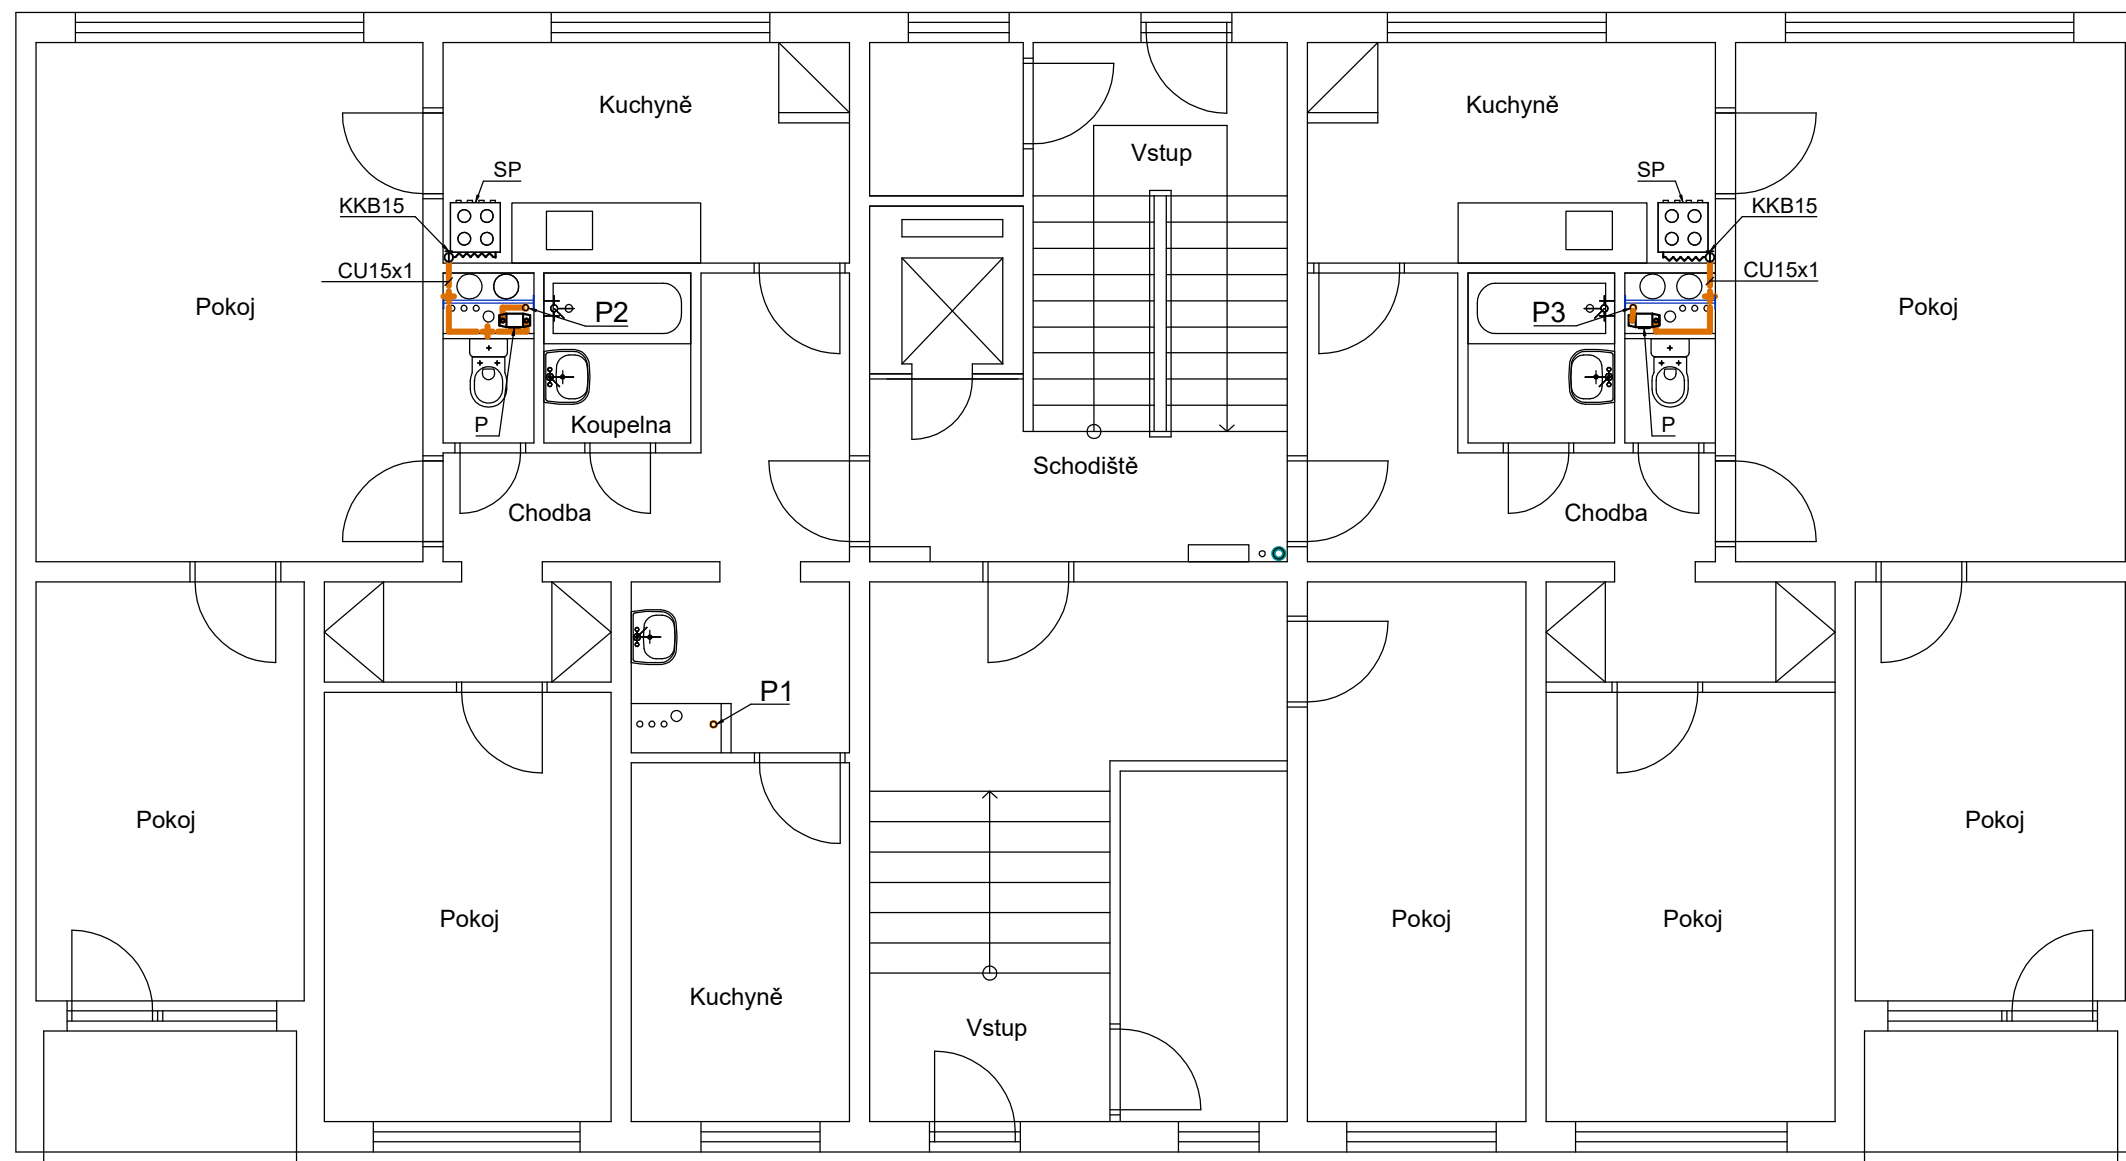 Kuchyně
Kuchyně
Vstup
SP
SP
KKB15
KKB15
CU15x1
CU15x1
Pokoj
P2
P3
Pokoj
P
Koupelna
P
Schodiště
Chodba
Chodba
P1
Pokoj
Pokoj
Pokoj
Pokoj
Pokoj
Kuchyně
Vstup